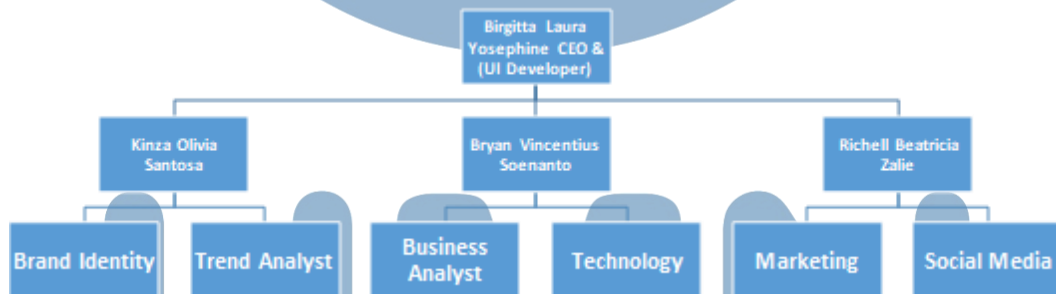 Birgitta Laura
Yosephine CEO &
(UI Developer)
Kinza Olivia
Santosa
Bryan Vincentius
Soenanto
Richell Beatricia
Zalie
Brand Identity
Trend Analyst
Business
Analyst
Technology
Marketing
Social Media